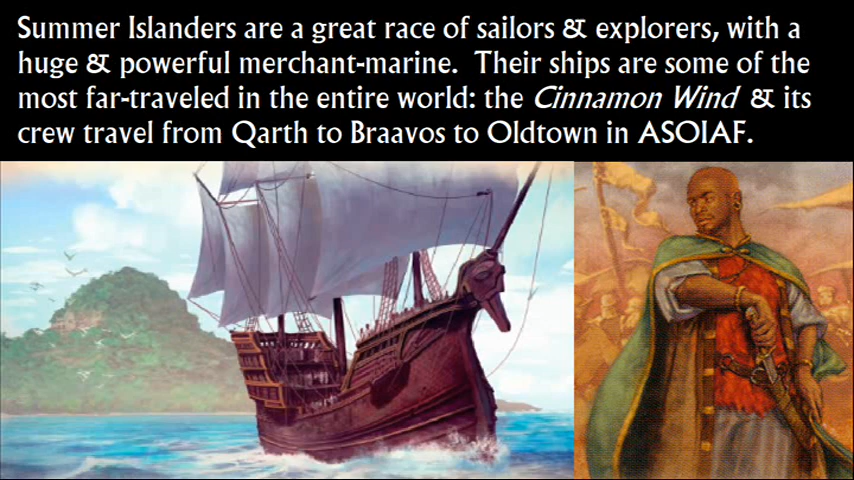 Summer Islanders are a great race of sailors & explorers, with a
huge & powerful merchant-marine. Their ships are some of the
most far-traveled in the entire world: the Cinnamon Wind & its
crew travel from Qarth to Braavos to Oldtown in ASOIAF.